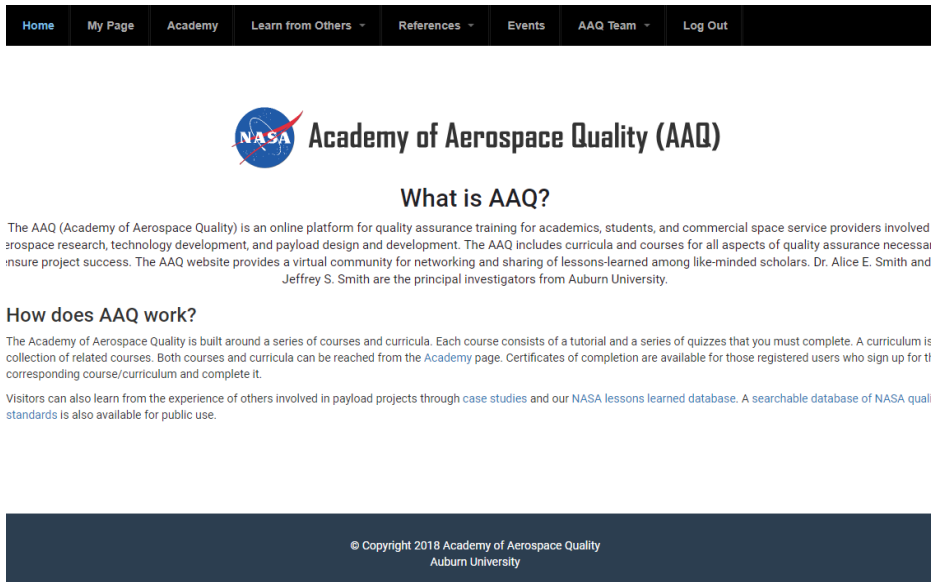 Home My Page Academy Learn from Others References Events AAQ Team Log Out
NASA Academy of Aerospace Quality (AAQ)
What is AAQ?
The AAQ (Academy of Aerospace Quality) is an online platform for quality assurance training for academics, students, and commercial space service providers involved
research, technology development, and payload design and development. The AAQ includes curricula and courses for all aspects of quality assurance
ensure project success. The AAQ website provides a virtual community for networking and sharing of lessons-learned among like-minded scholars. Dr. Alice E. Smith and
Jeffrey S. Smith are the principal investigators from Auburn University.
How does AAQ work?
The Academy of Aerospace Quality is built around a series of courses and curricula. Each course consists of a tutorial and a series of quizzes that you must complete. A curriculum is
collection of related courses. Both courses and curricula can be reached from the Academy page. Certificates of completion are available for those registered users who sign up for
corresponding course/curriculum and complete it.
Visitors can also learn from the experience of others involved in payload projects through case studies and our NASA lessons learned database. A searchable database of NASA
standards is also available for public use.
© Copyright 2018 Academy of Aerospace Quality
Auburn University